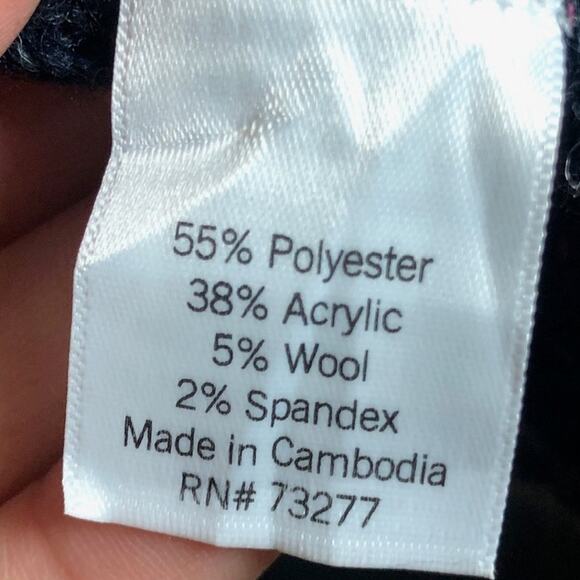 55% Polyester
38% Acrylic
5% Wool
2% Spandex
Made in Cambodia
RN# 73277